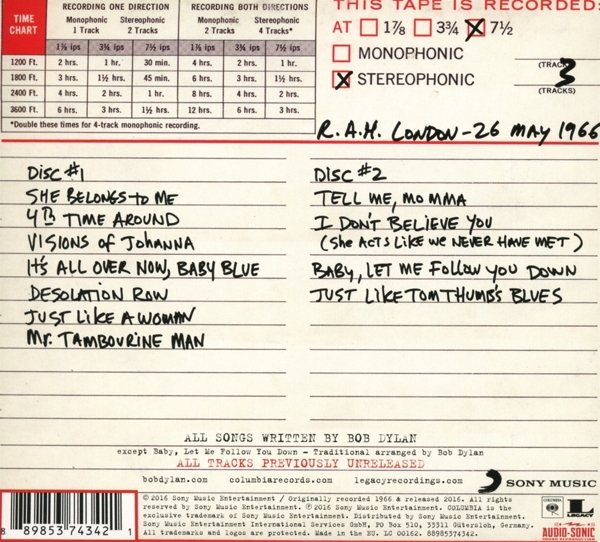 THIS TAPE IS RECORDED:
TIME CHART
RECORDING ONE DIRECTION
RECORDING BOTH DIRECTIONS
Monophonic 1 Track
Stereophonic 2 Tracks
Monophonic 2 Tracks
Stereophonic 4 Tracks*
1⅞ ips 3¾ ips 7½ ips 1⅞ ips 3¾ ips 7½ ips
1200 Ft. 2 hrs. 1 hr. 30 min. 4 hrs. 2 hrs. 1 hr.
1800 Ft. 3 hrs. 1½ hrs. 45 min. 6 hrs. 3 hrs. 1½ hrs.
2400 Ft. 4 hrs. 2 hrs. 1 hr. 8 hrs. 4 hrs. 2 hrs.
3600 Ft. 6 hrs. 3 hrs. 1½ hrs. 12 hrs. 6 hrs. 3 hrs.
*Double these times for 4-track monophonic recording.
AT 1⅞ 3¾ X 7½
MONOPHONIC
X STEREOPHONIC
(TRACK)
3
(TRACKS)
R.A.H. LONDON - 26 MAY 1966
DISC #1
SHE BELONGS TO ME
4TH TIME AROUND
VISIONS of JOHANNA
It's ALL OVER NOW, BABY BLUE
DESOLATION ROW
JUST LIKE A WOMAN
Mr. TAMBOURINE MAN
DISC #2
TELL ME, MOMMA
I DON'T BELIEVE YOU
(She ACTS LIKE WE NEVER HAVE MET)
BABY, LET ME FOLLOW YOU DOWN
JUST LIKE TOM THUMB'S BLUES
ALL SONGS WRITTEN BY BOB DYLAN
except Baby, Let Me Follow You Down - Traditional arranged by Bob Dylan
ALL TRACKS PREVIOUSLY UNRELEASED
bobdylan.com columbiarecords.com legacyrecordings.com
SONY MUSIC
© 2016 Sony Music Entertainment / Originally recorded 1966 & released 2016. All rights
reserved by Sony Music Entertainment. ℗ 2016 Sony Music Entertainment. COLUMBIA is the
exclusive trademark of Sony Music Entertainment. Distributed by Sony Music Entertainment.
Sony Music Entertainment International Services GmbH, PO Box 510, 33311 Gütersloh, Germany.
All trademarks and logos are protected. Made in the EU. LC 00162. 88985374342.
8 89853 74342 1
COLUMBIA
LEGACY
AUDIO-SONIC